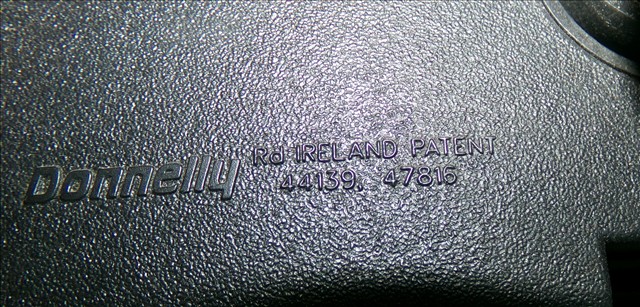 Donnelly
Rd IRELAND PATENT
44139, 47816